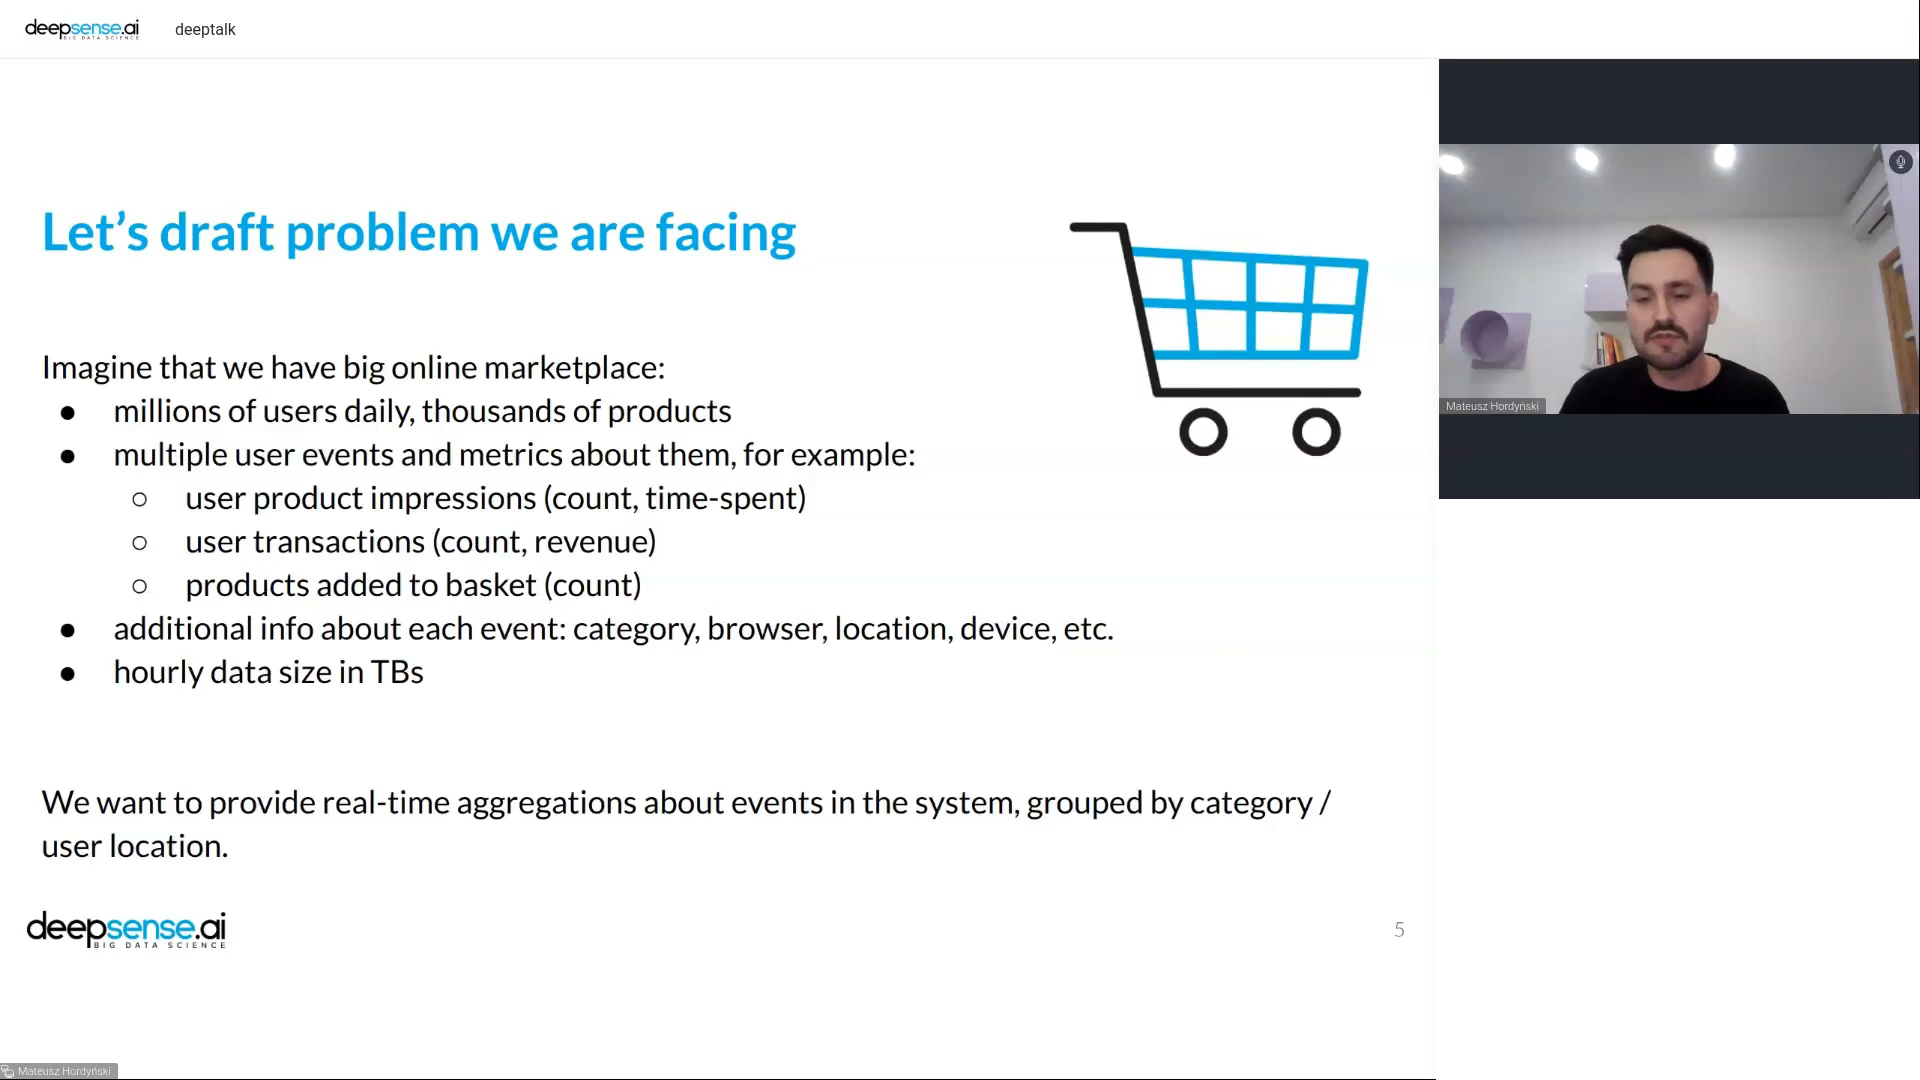 deepsense.ai
BIG DATA SCIENCE
deeptalk
Let’s draft problem we are facing
Imagine that we have big online marketplace:
● millions of users daily, thousands of products
● multiple user events and metrics about them, for example:
○ user product impressions (count, time-spent)
○ user transactions (count, revenue)
○ products added to basket (count)
● additional info about each event: category, browser, location, device, etc.
● hourly data size in TBs
We want to provide real-time aggregations about events in the system, grouped by category /
user location.
deepsense.ai
BIG DATA SCIENCE
5
Mateusz Hordyński
Mateusz Hordyński